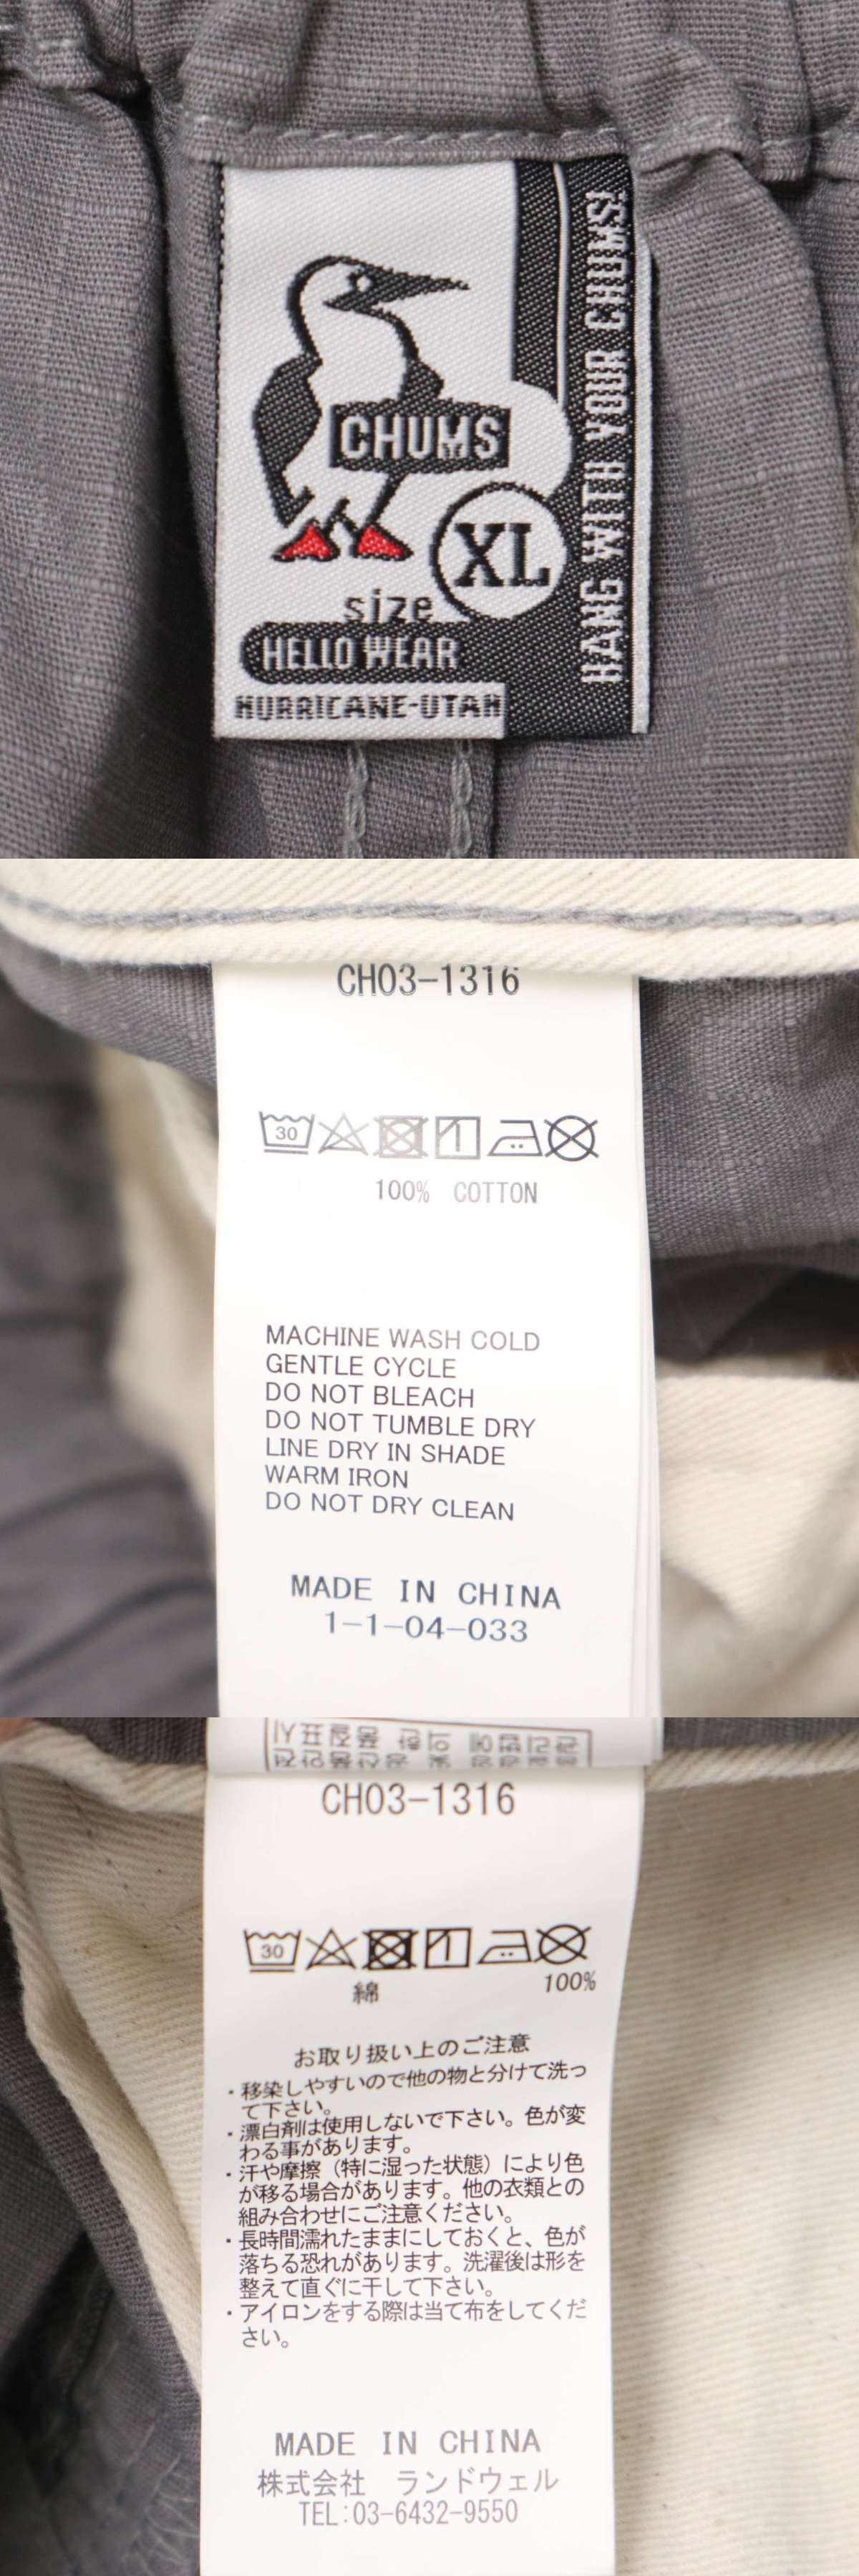 CHUMS
XL
size
HELLO WEAR
HURRICANE-UTAH
HANG WITH YOUR CHUMS!
CH03-1316
30
100% COTTON
MACHINE WASH COLD
GENTLE CYCLE
DO NOT BLEACH
DO NOT TUMBLE DRY
LINE DRY IN SHADE
WARM IRON
DO NOT DRY CLEAN
MADE IN CHINA
1-1-04-033
CH03-1316
30
綿 100%
お取り扱い上のご注意
・移染しやすいので他の物と分けて洗っ
て下さい。
・漂白剤は使用しないで下さい。色が変
わる事があります。
・汗や摩擦（特に湿った状態）により色
が移る場合があります。他の衣類との
組み合わせにご注意ください。
・長時間濡れたままにしておくと、色が
落ちる恐れがあります。洗濯後は形を
整えて直ぐに干して下さい。
・アイロンをする際は当て布をしてくだ
さい。
MADE IN CHINA
株式会社 ランドウェル
TEL:03-6432-9550